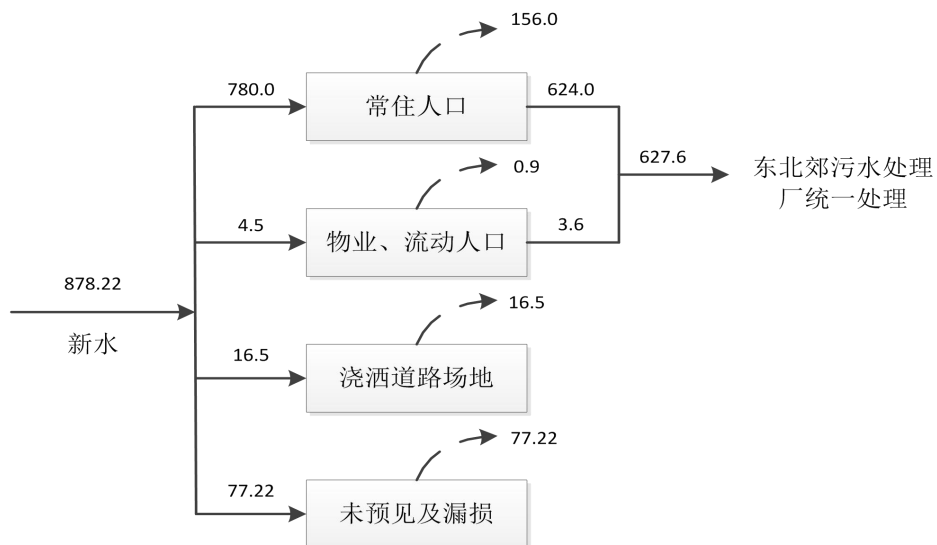 156.0
780.0
常住人口
624.0
0.9
627.6
东北郊污水处理
厂统一处理
4.5
物业、流动人口
3.6
878.22
新水
16.5
16.5
浇洒道路场地
77.22
77.22
未预见及漏损